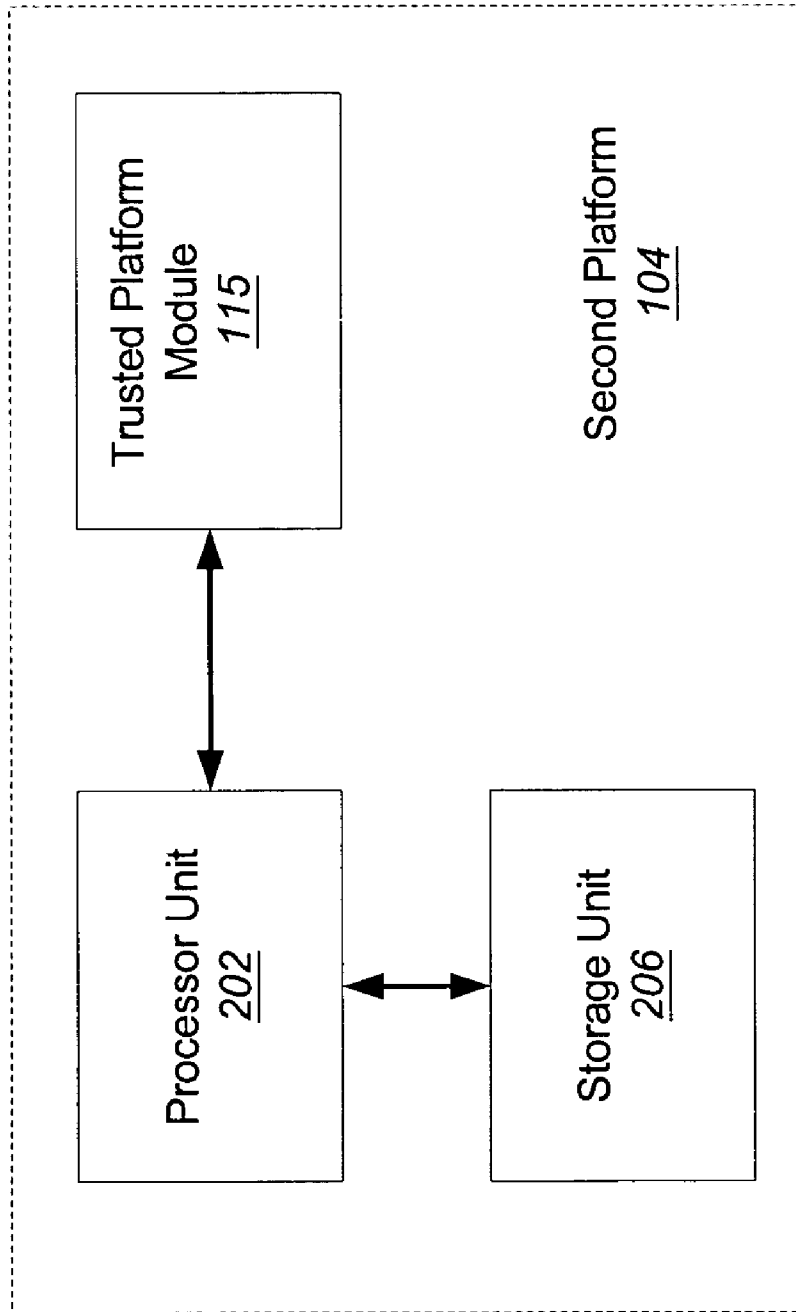 Processor Unit
202
Trusted Platform
Module
115
Storage Unit
206
Second Platform
104